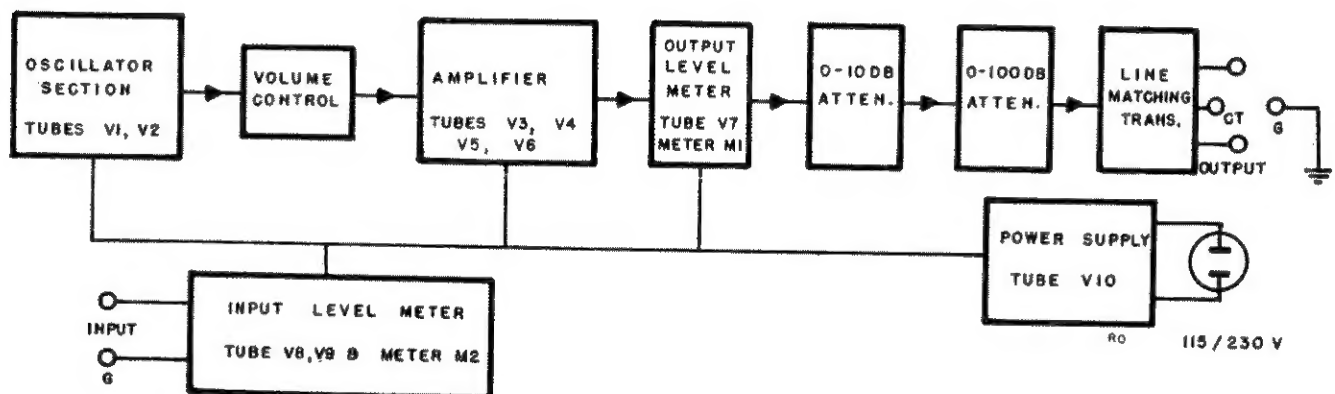 OSCILLATOR
SECTION
TUBES V1, V2
VOLUME
CONTROL
AMPLIFIER
TUBES V3, V4
V5, V6
OUTPUT
LEVEL
METER
TUBE V7
METER M1
0-10DB
ATTEN.
0-100DB
ATTEN.
LINE
MATCHING
TRANS.
CT
G
OUTPUT
POWER SUPPLY
TUBE V10
RO
115/230 V
INPUT
G
INPUT LEVEL METER
TUBE V8,V9 & METER M2